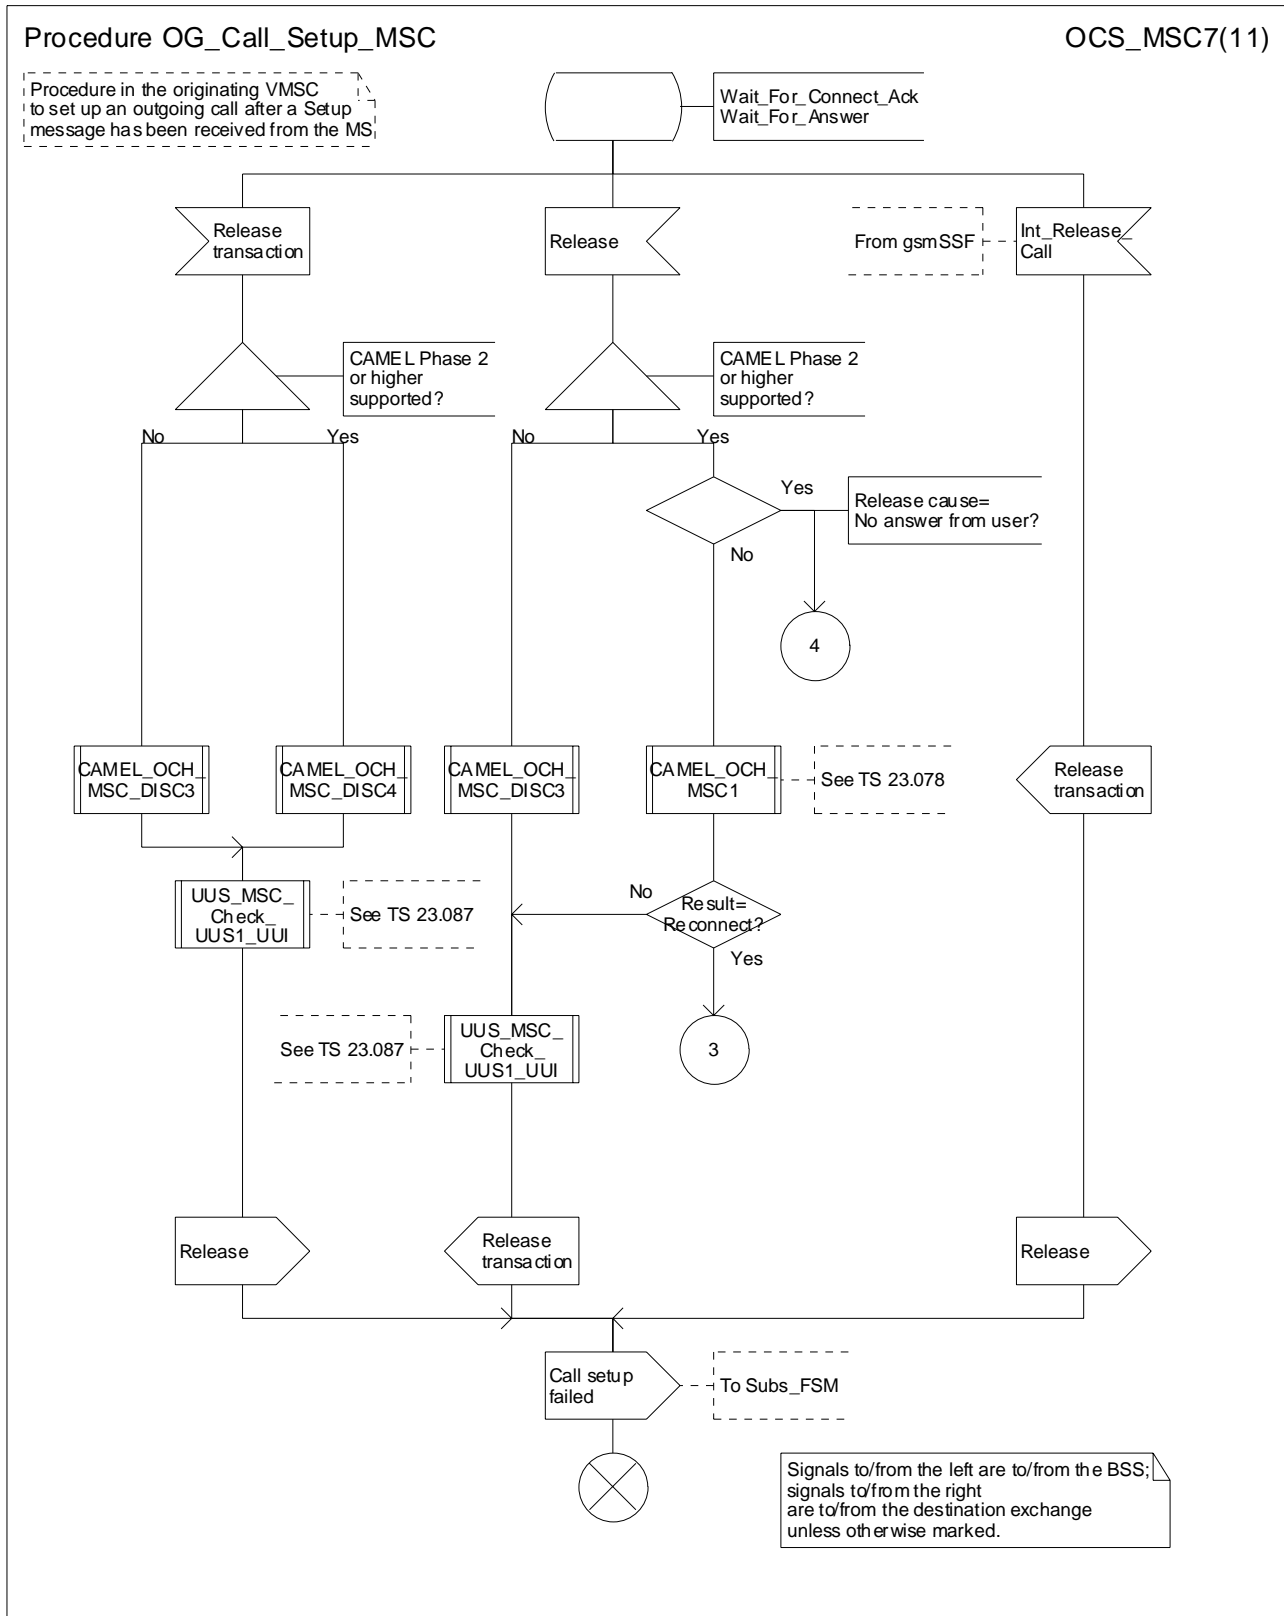 Procedure OG_Call_Setup_MSC
OCS_MSC7(11)
Procedure in the originating VMSC
to set up an outgoing call after a Setup
message has been received from the MS
Wait_For_Connect_Ack
Wait_For_Answer
Release
transaction
Release
From gsmSSF
Int_Release_
Call
CAMEL Phase 2
or higher
supported?
CAMEL Phase 2
or higher
supported?
No
Yes
No
Yes
Yes
Release cause=
No answer from user?
No
4
CAMEL_OCH_
MSC_DISC3
CAMEL_OCH_
MSC_DISC4
CAMEL_OCH_
MSC_DISC3
CAMEL_OCH_
MSC1
See TS 23.078
Release
transaction
UUS_MSC_
Check_
UUS1_UUI
See TS 23.087
No
Result=
Reconnect?
Yes
See TS 23.087
UUS_MSC_
Check_
UUS1_UUI
3
Release
Release
transaction
Release
Call setup
failed
To Subs_FSM
Signals to/from the left are to/from the BSS;
signals to/from the right
are to/from the destination exchange
unless otherwise marked.